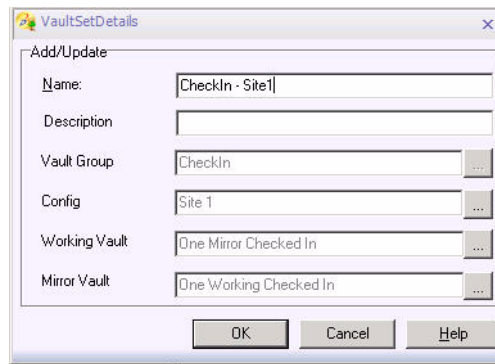 VaultSetDetails
Add/Update
Name: CheckIn - Site1
Description
Vault Group CheckIn ...
Config Site 1 ...
Working Vault One Mirror Checked In ...
Mirror Vault One Working Checked In ...
OK Cancel Help